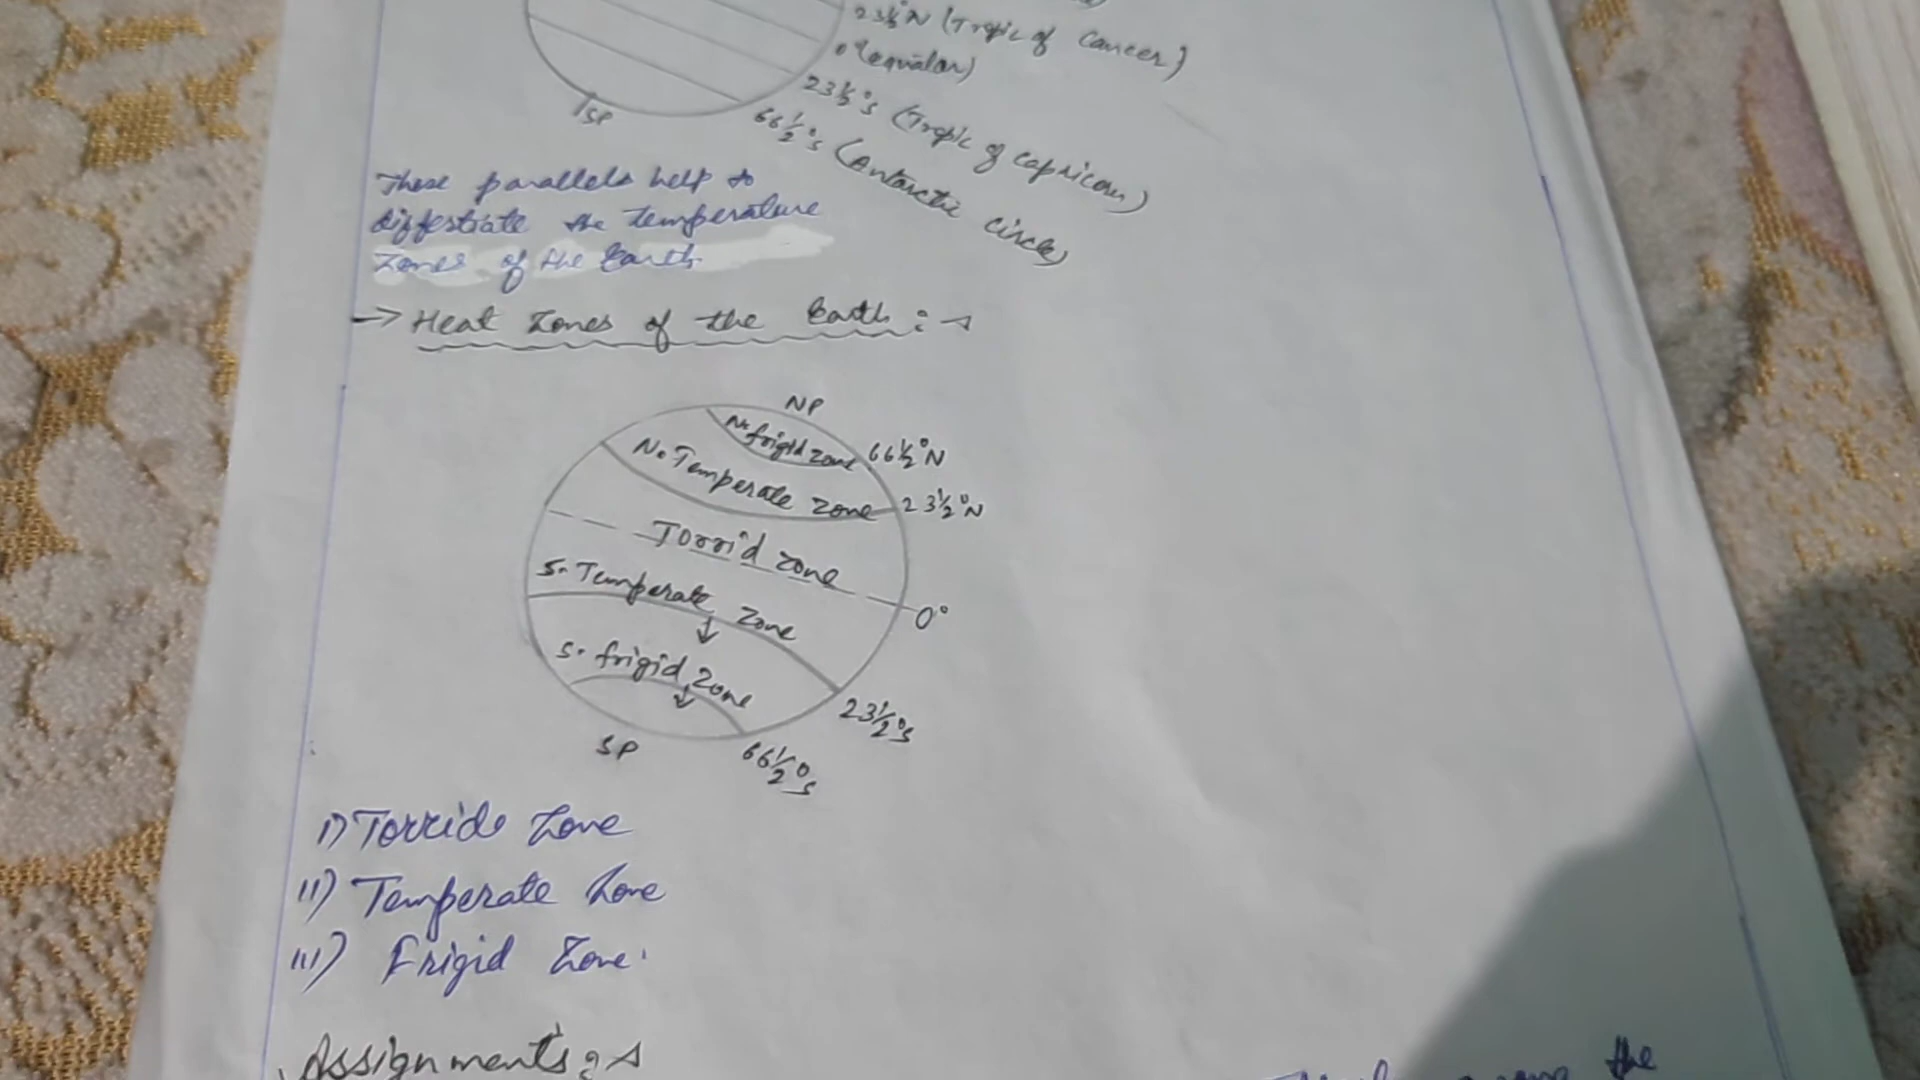 23½°N (Tropic of Cancer)
0° (equator)
23½°S (Tropic of Capricorn)
66½°S (Antarctic Circle)
SP
These parallels help to
differtiate the temperature
zones of the Earth.
→ Heat Zones of the Earth :→
NP
N. frigid zone 66½°N
N. Temperate zone 23½°N
Torrid zone
0°
S. Temperate Zone
S. frigid zone
23½°S
66½°S
SP
i) Torride Zone
ii) Temperate Zone
iii) Frigid Zone.
Assignments :→
the